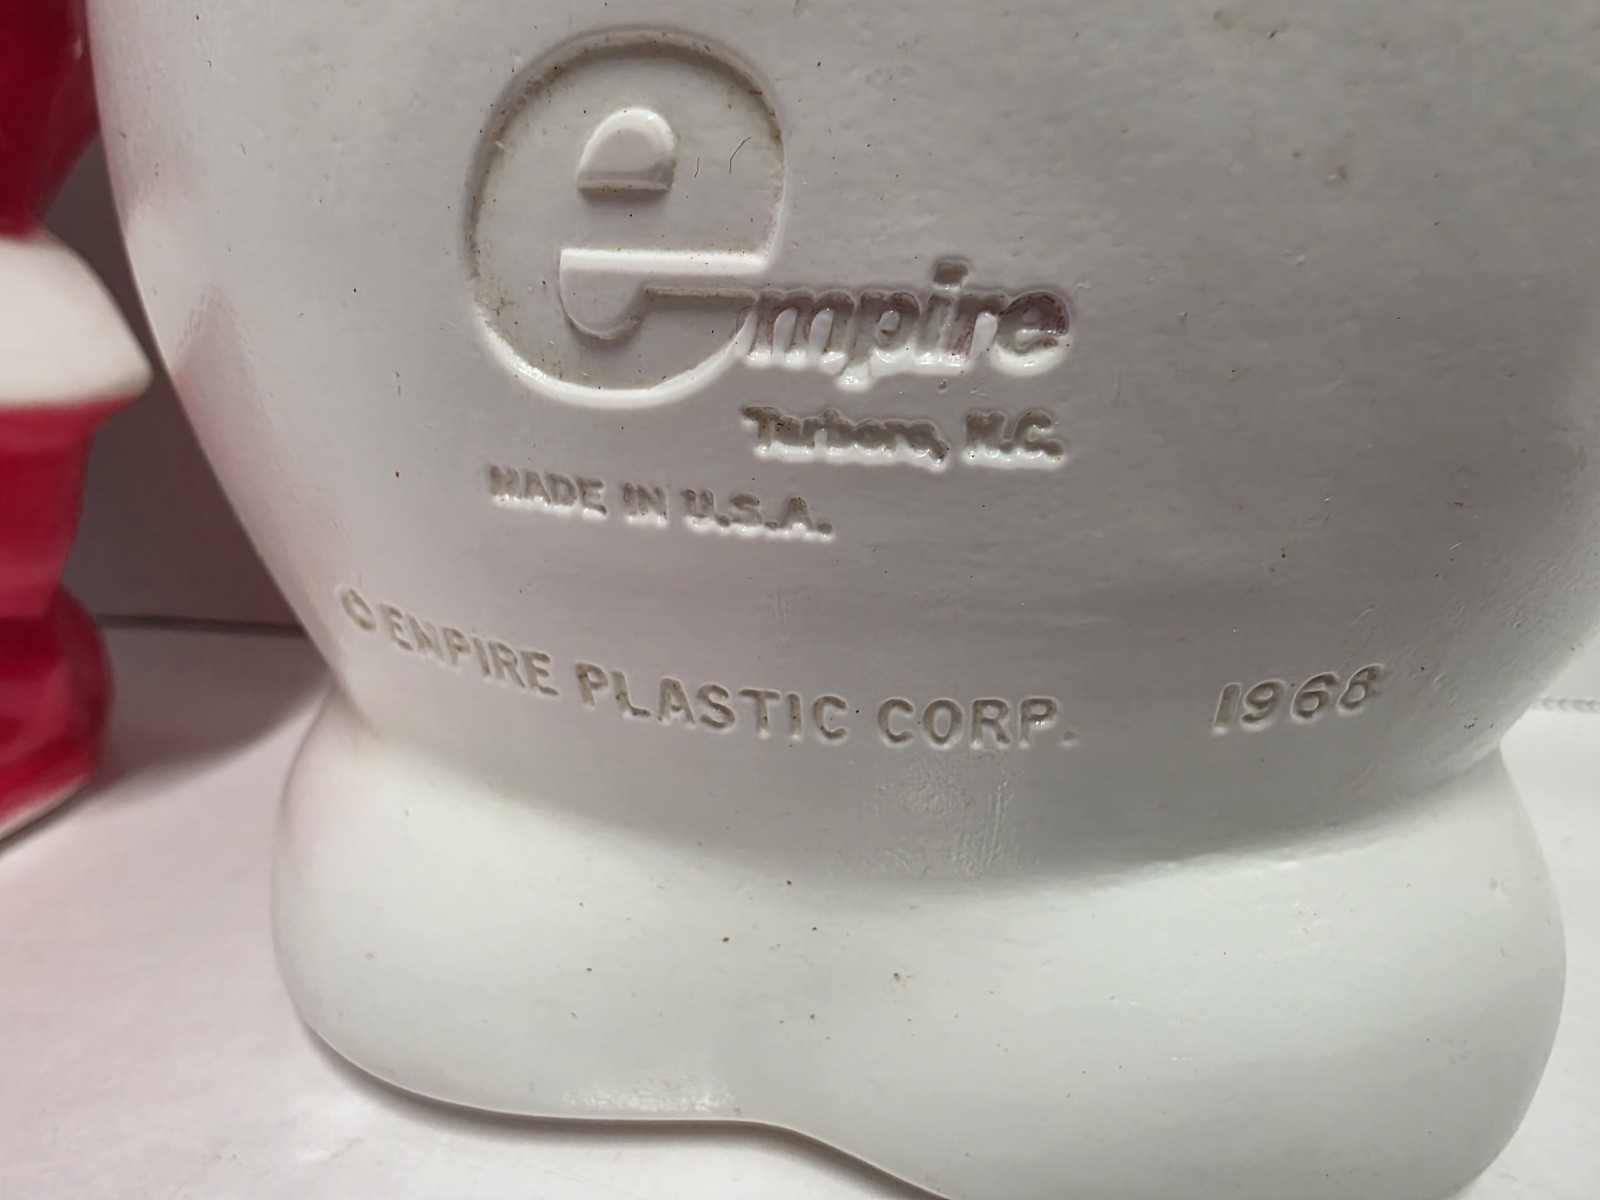 empire
Tarboro, N.C.
MADE IN U.S.A.
© EMPIRE PLASTIC CORP. 1968